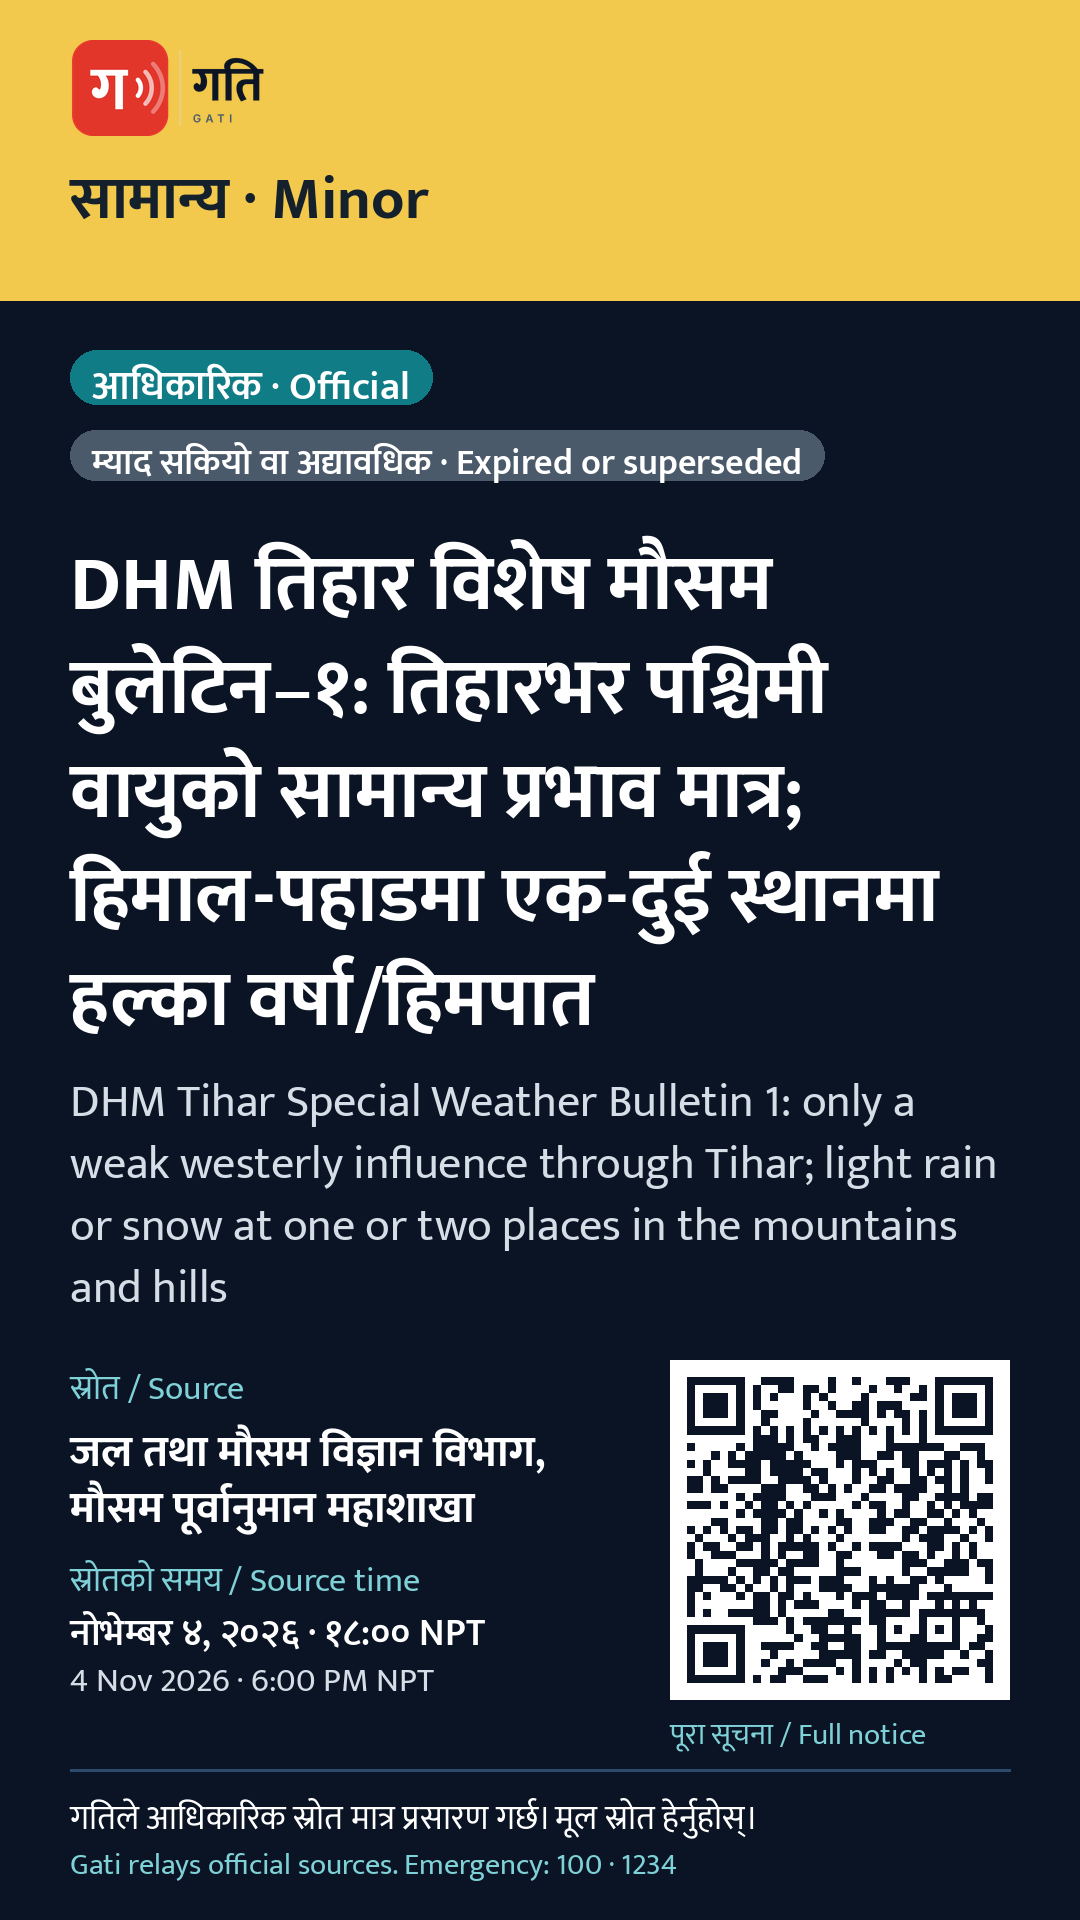 ग
गति
GATI
सामान्य · Minor
आधिकारिक · Official
म्याद सकियो वा अद्यावधिक · Expired or superseded
DHM तिहार विशेष मौसम
बुलेटिन–१: तिहारभर पश्चिमी
वायुको सामान्य प्रभाव मात्र;
हिमाल-पहाडमा एक-दुई स्थानमा
हल्का वर्षा/हिमपात
DHM Tihar Special Weather Bulletin 1: only a
weak westerly influence through Tihar; light rain
or snow at one or two places in the mountains
and hills
स्रोत / Source
जल तथा मौसम विज्ञान विभाग,
मौसम पूर्वानुमान महाशाखा
स्रोतको समय / Source time
नोभेम्बर ४, २०२६ · १८:०० NPT
4 Nov 2026 · 6:00 PM NPT
पूरा सूचना / Full notice
गतिले आधिकारिक स्रोत मात्र प्रसारण गर्छ। मूल स्रोत हेर्नुहोस्।
Gati relays official sources. Emergency: 100 · 1234